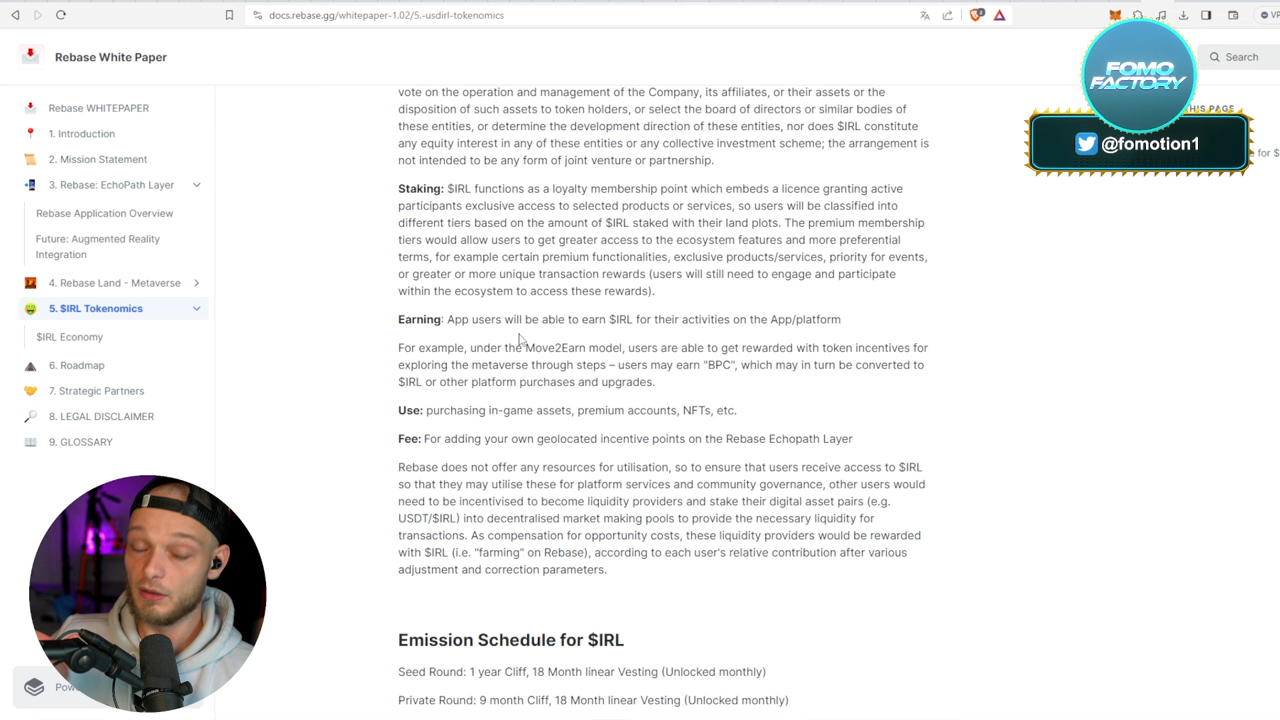 docs.rebase.gg/whitepaper-1.02/5.-usdirl-tokenomics
2
VP
Rebase White Paper
Search
FOMO
FACTORY
@fomotion1
HIS PAGE
e for $
Rebase WHITEPAPER
1. Introduction
2. Mission Statement
3. Rebase: EchoPath Layer
Rebase Application Overview
Future: Augmented Reality
Integration
4. Rebase Land - Metaverse
5. $IRL Tokenomics
$IRL Economy
6. Roadmap
7. Strategic Partners
8. LEGAL DISCLAIMER
9. GLOSSARY
Pow
vote on the operation and management of the Company, its affiliates, or their assets or the
disposition of such assets to token holders, or select the board of directors or similar bodies of
these entities, or determine the development direction of these entities, nor does $IRL constitute
any equity interest in any of these entities or any collective investment scheme; the arrangement is
not intended to be any form of joint venture or partnership.
Staking: $IRL functions as a loyalty membership point which embeds a licence granting active
participants exclusive access to selected products or services, so users will be classified into
different tiers based on the amount of $IRL staked with their land plots. The premium membership
tiers would allow users to get greater access to the ecosystem features and more preferential
terms, for example certain premium functionalities, exclusive products/services, priority for events,
or greater or more unique transaction rewards (users will still need to engage and participate
within the ecosystem to access these rewards).
Earning: App users will be able to earn $IRL for their activities on the App/platform
For example, under the Move2Earn model, users are able to get rewarded with token incentives for
exploring the metaverse through steps – users may earn "BPC", which may in turn be converted to
$IRL or other platform purchases and upgrades.
Use: purchasing in-game assets, premium accounts, NFTs, etc.
Fee: For adding your own geolocated incentive points on the Rebase Echopath Layer
Rebase does not offer any resources for utilisation, so to ensure that users receive access to $IRL
so that they may utilise these for platform services and community governance, other users would
need to be incentivised to become liquidity providers and stake their digital asset pairs (e.g.
USDT/$IRL) into decentralised market making pools to provide the necessary liquidity for
transactions. As compensation for opportunity costs, these liquidity providers would be rewarded
with $IRL (i.e. "farming" on Rebase), according to each user's relative contribution after various
adjustment and correction parameters.
Emission Schedule for $IRL
Seed Round: 1 year Cliff, 18 Month linear Vesting (Unlocked monthly)
Private Round: 9 month Cliff, 18 Month linear Vesting (Unlocked monthly)